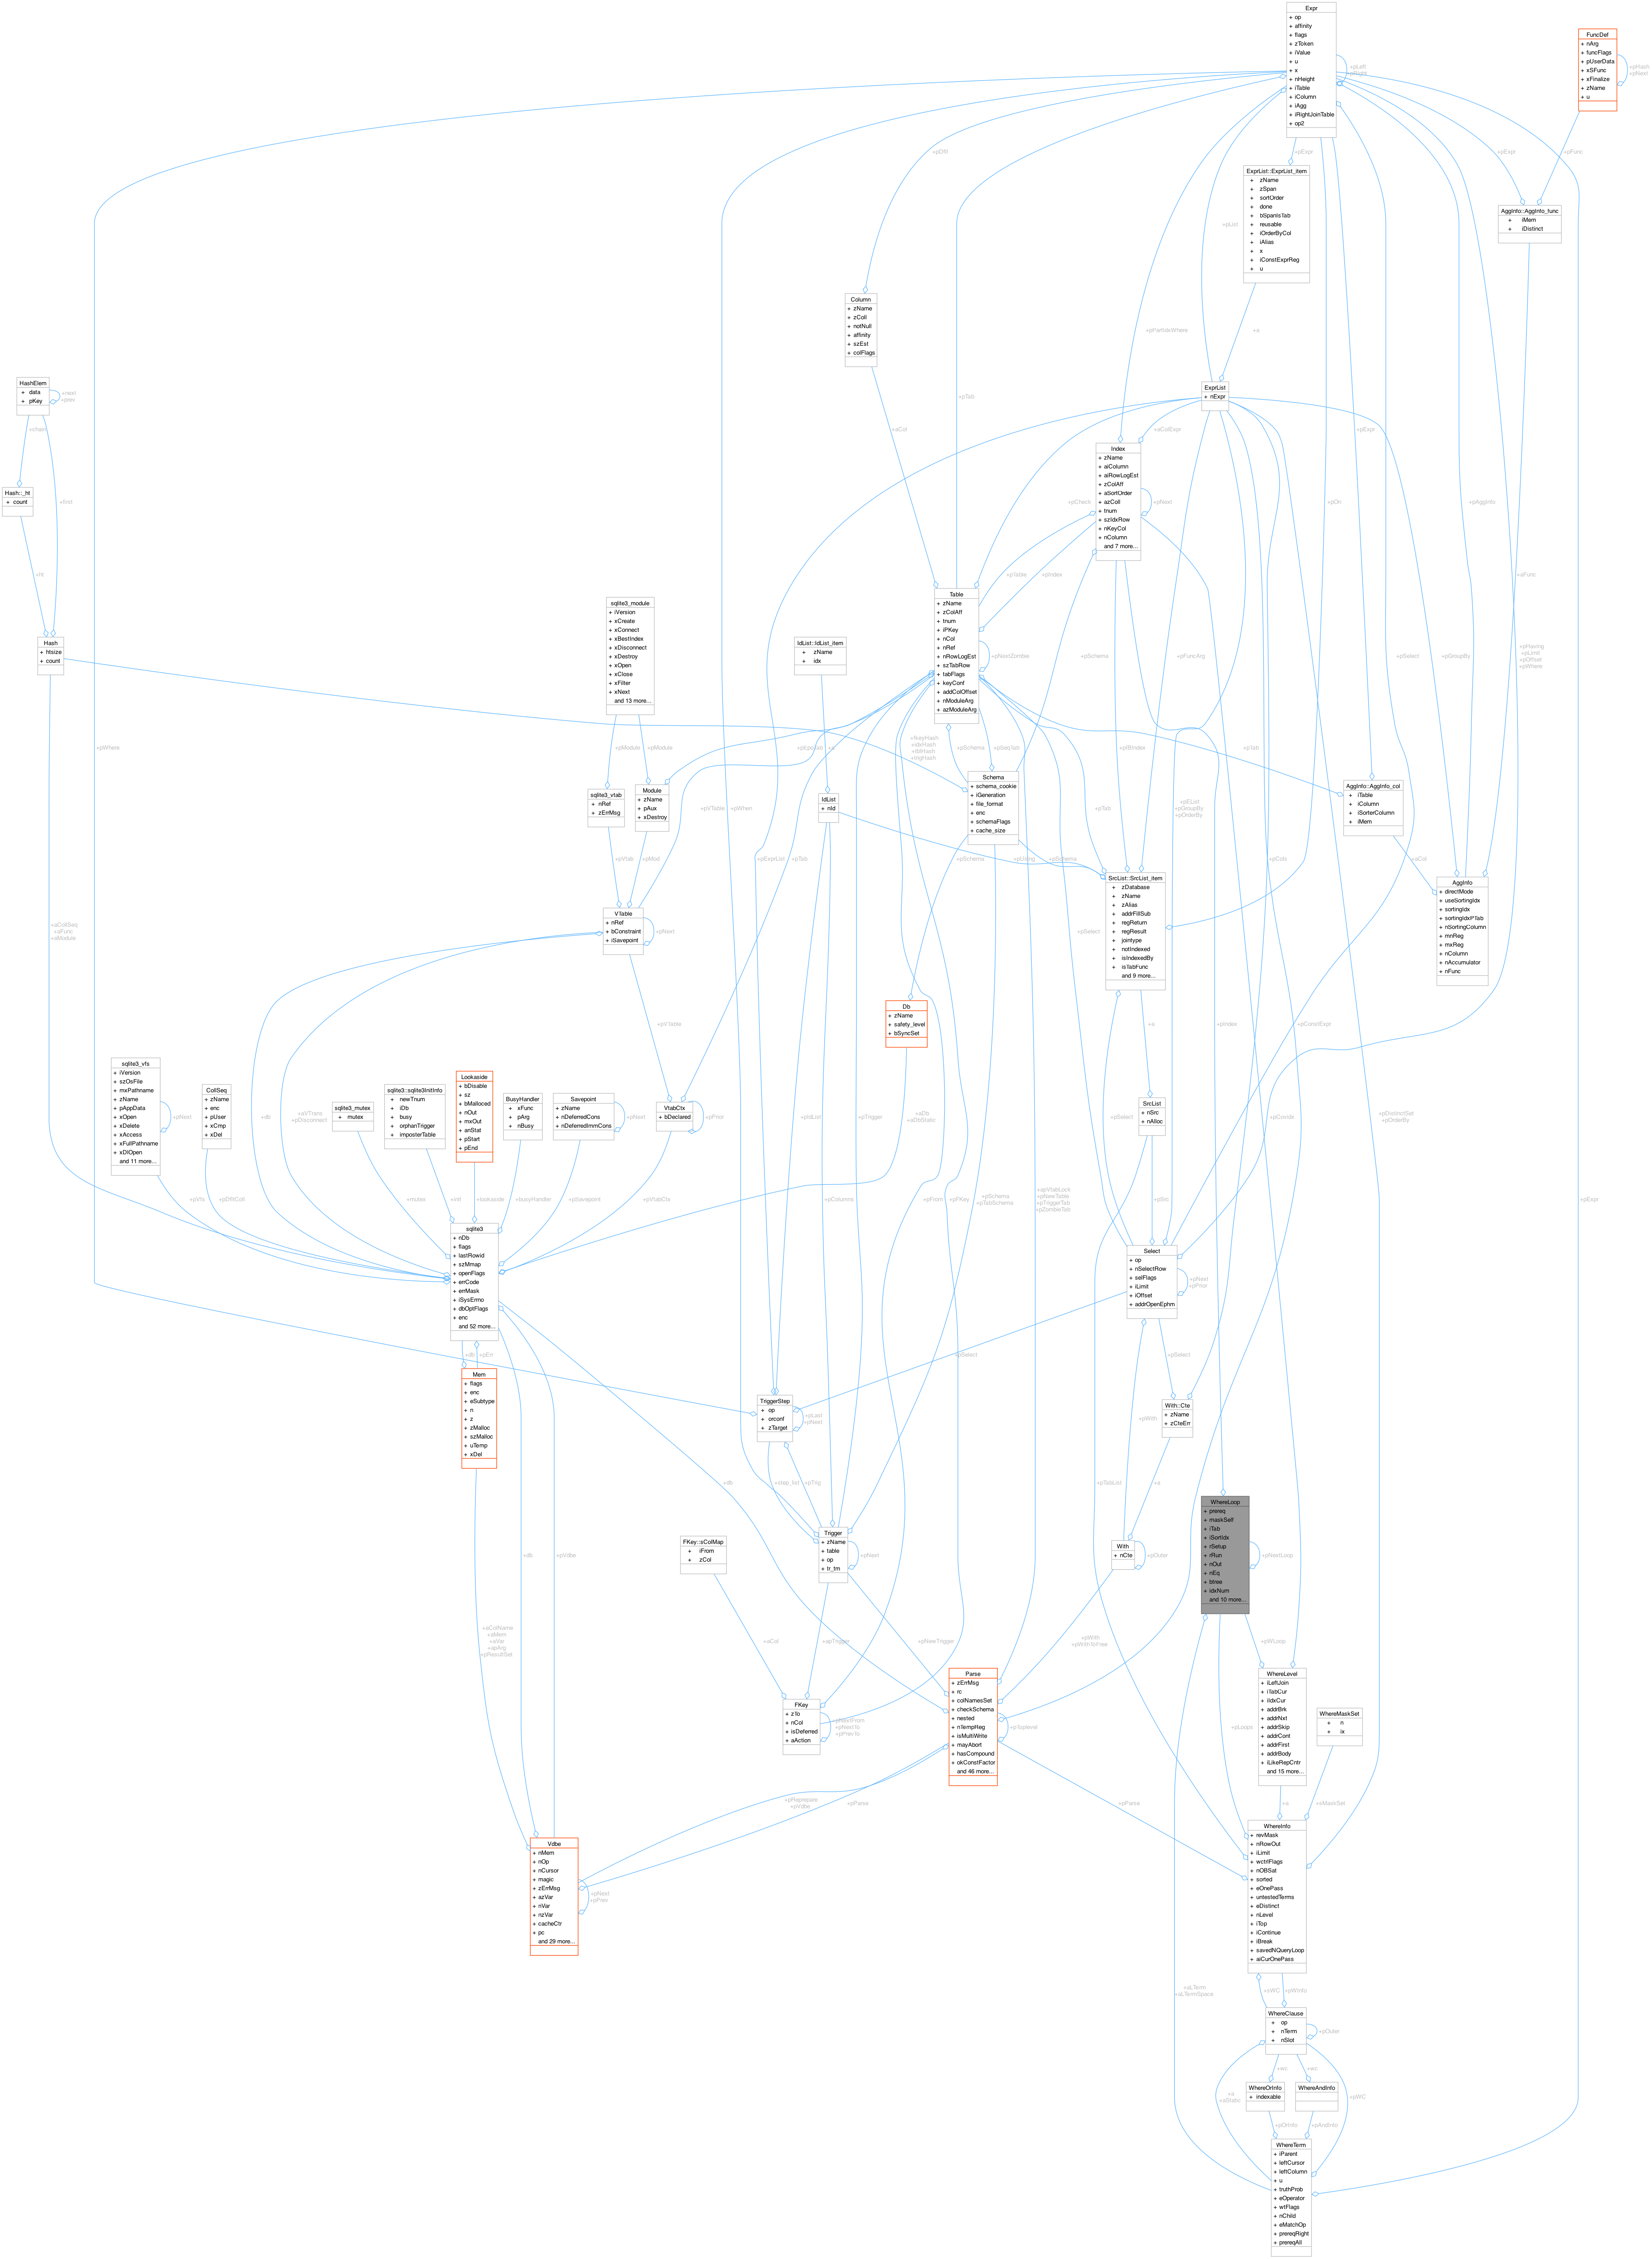 Expr
+ op
+ affinity
+ flags
+ zToken
+ iValue
+ u
+ x
+ nHeight
+ iTable
+ iColumn
+ iAgg
+ iRightJoinTable
+ op2
+pLeft
+pRight
FuncDef
+ nArg
+ funcFlags
+ pUserData
+ xSFunc
+ xFinalize
+ zName
+ u
+pHash
+pNext
+pDflt
+pExpr
+pExpr
+pFunc
ExprList::ExprList_item
+ zName
+ zSpan
+ sortOrder
+ done
+ bSpanIsTab
+ reusable
+ iOrderByCol
+ iAlias
+ x
+ iConstExprReg
+ u
AggInfo::AggInfo_func
+ iMem
+ iDistinct
+pList
Column
+ zName
+ zColl
+ notNull
+ affinity
+ szEst
+ colFlags
+pPartIdxWhere
+a
HashElem
+ data
+ pKey
+next
+prev
+pTab
ExprList
+ nExpr
+chain
+aCol
+aColExpr
+pExpr
Index
+ zName
+ aiColumn
+ aiRowLogEst
+ zColAff
+ aSortOrder
+ azColl
+ tnum
+ szIdxRow
+ nKeyCol
+ nColumn
and 7 more...
+pNext
Hash::_ht
+ count
+first
+pCheck
+pOn
+pAggInfo
+ht
+pTable
+pIndex
+aFunc
Table
+ zName
+ zColAff
+ tnum
+ iPKey
+ nCol
+ nRef
+ nRowLogEst
+ szTabRow
+ tabFlags
+ keyConf
+ addColOffset
+ nModuleArg
+ azModuleArg
+pNextZombie
sqlite3_module
+ iVersion
+ xCreate
+ xConnect
+ xBestIndex
+ xDisconnect
+ xDestroy
+ xOpen
+ xClose
+ xFilter
+ xNext
and 13 more...
IdList::IdList_item
+ zName
+ idx
Hash
+ htsize
+ count
+pSchema
+pFuncArg
+pSelect
+pGroupBy
+pHaving
+pLimit
+pOffset
+pWhere
+pWhere
+fkeyHash
+idxHash
+tblHash
+trigHash
+pModule
+pModule
+pEpoTab
+a
+pSchema
+pSeqTab
+pBIndex
+pTab
Schema
+ schema_cookie
+ iGeneration
+ file_format
+ enc
+ schemaFlags
+ cache_size
sqlite3_vtab
+ nRef
+ zErrMsg
Module
+ zName
+ pAux
+ xDestroy
IdList
+ nId
AggInfo::AggInfo_col
+ iTable
+ iColumn
+ iSorterColumn
+ iMem
+pVTable
+pWhen
+pTab
+pEList
+pGroupBy
+pOrderBy
+pVtab
+pMod
+pExprList
+pTab
+pSchema
+pUsing
+pSchema
+pCols
+aCol
SrcList::SrcList_item
+ zDatabase
+ zName
+ zAlias
+ addrFillSub
+ regReturn
+ regResult
+ jointype
+ notIndexed
+ isIndexedBy
+ isTabFunc
and 9 more...
AggInfo
+ directMode
+ useSortingIdx
+ sortingIdx
+ sortingIdxPTab
+ nSortingColumn
+ mnReg
+ mxReg
+ nColumn
+ nAccumulator
+ nFunc
VTable
+ nRef
+ bConstraint
+ iSavepoint
+pNext
+aCollSeq
+aFunc
+aModule
+pSelect
Db
+ zName
+ safety_level
+ bSyncSet
+pVTable
+a
+pIndex
+pConstExpr
sqlite3_vfs
+ iVersion
+ szOsFile
+ mxPathname
+ zName
+ pAppData
+ xOpen
+ xDelete
+ xAccess
+ xFullPathname
+ xDlOpen
and 11 more...
+pNext
CollSeq
+ zName
+ enc
+ pUser
+ xCmp
+ xDel
sqlite3_mutex
+ mutex
sqlite3::sqlite3InitInfo
+ newTnum
+ iDb
+ busy
+ orphanTrigger
+ imposterTable
Lookaside
+ bDisable
+ sz
+ bMalloced
+ nOut
+ mxOut
+ anStat
+ pStart
+ pEnd
BusyHandler
+ xFunc
+ pArg
+ nBusy
Savepoint
+ zName
+ nDeferredCons
+ nDeferredImmCons
+pNext
+db
+aVTrans
+pDisconnect
VtabCtx
+ bDeclared
+pPrior
+pIdList
+pTrigger
+aDb
+aDbStatic
SrcList
+ nSrc
+ nAlloc
+pSelect
+pCovidx
+pDistinctSet
+pOrderBy
+pVfs
+pDfltColl
+mutex
+init
+lookaside
+busyHandler
+pSavepoint
+pVtabCtx
+pColumns
+pFrom
+pFKey
+pSchema
+pTabSchema
+apVtabLock
+pNewTable
+pTriggerTab
+pZombieTab
+pSrc
+pExpr
sqlite3
+ nDb
+ flags
+ lastRowid
+ szMmap
+ openFlags
+ errCode
+ errMask
+ iSysErrno
+ dbOptFlags
+ enc
and 52 more...
Select
+ op
+ nSelectRow
+ selFlags
+ iLimit
+ iOffset
+ addrOpenEphm
+pNext
+pPrior
+db
+pErr
+pSelect
+pSelect
Mem
+ flags
+ enc
+ eSubtype
+ n
+ z
+ zMalloc
+ szMalloc
+ uTemp
+ xDel
TriggerStep
+ op
+ orconf
+ zTarget
+pLast
+pNext
With::Cte
+ zName
+ zCteErr
+pWith
+db
+step_list
+pTrig
+pTabList
+a
WhereLoop
+ prereq
+ maskSelf
+ iTab
+ iSortIdx
+ rSetup
+ rRun
+ nOut
+ nEq
+ btree
+ idxNum
and 10 more...
+pNextLoop
FKey::sColMap
+ iFrom
+ zCol
Trigger
+ zName
+ table
+ op
+ tr_tm
+pNext
With
+ nCte
+pOuter
+db
+pVdbe
+aColName
+aMem
+aVar
+apArg
+pResultSet
+aCol
+apTrigger
+pNewTrigger
+pWith
+pWithToFree
+pWLoop
Parse
+ zErrMsg
+ rc
+ colNamesSet
+ checkSchema
+ nested
+ nTempReg
+ isMultiWrite
+ mayAbort
+ hasCompound
+ okConstFactor
and 46 more...
+pToplevel
WhereLevel
+ iLeftJoin
+ iTabCur
+ iIdxCur
+ addrBrk
+ addrNxt
+ addrSkip
+ addrCont
+ addrFirst
+ addrBody
+ iLikeRepCntr
and 15 more...
FKey
+ zTo
+ nCol
+ isDeferred
+ aAction
+pNextFrom
+pNextTo
+pPrevTo
+pLoops
WhereMaskSet
+ n
+ ix
+pReprepare
+pVdbe
+pParse
+pParse
+a
+sMaskSet
Vdbe
+ nMem
+ nOp
+ nCursor
+ magic
+ zErrMsg
+ azVar
+ nVar
+ nzVar
+ cacheCtr
+ pc
and 29 more...
+pNext
+pPrev
WhereInfo
+ revMask
+ nRowOut
+ iLimit
+ wctrlFlags
+ nOBSat
+ sorted
+ eOnePass
+ untestedTerms
+ eDistinct
+ nLevel
+ iTop
+ iContinue
+ iBreak
+ savedNQueryLoop
+ aiCurOnePass
+aLTerm
+aLTermSpace
+sWC
+pWInfo
WhereClause
+ op
+ nTerm
+ nSlot
+pOuter
+wc
+wc
WhereOrInfo
+ indexable
WhereAndInfo
+a
+aStatic
+pWC
+pOrInfo
+pAndInfo
WhereTerm
+ iParent
+ leftCursor
+ leftColumn
+ u
+ truthProb
+ eOperator
+ wtFlags
+ nChild
+ eMatchOp
+ prereqRight
+ prereqAll